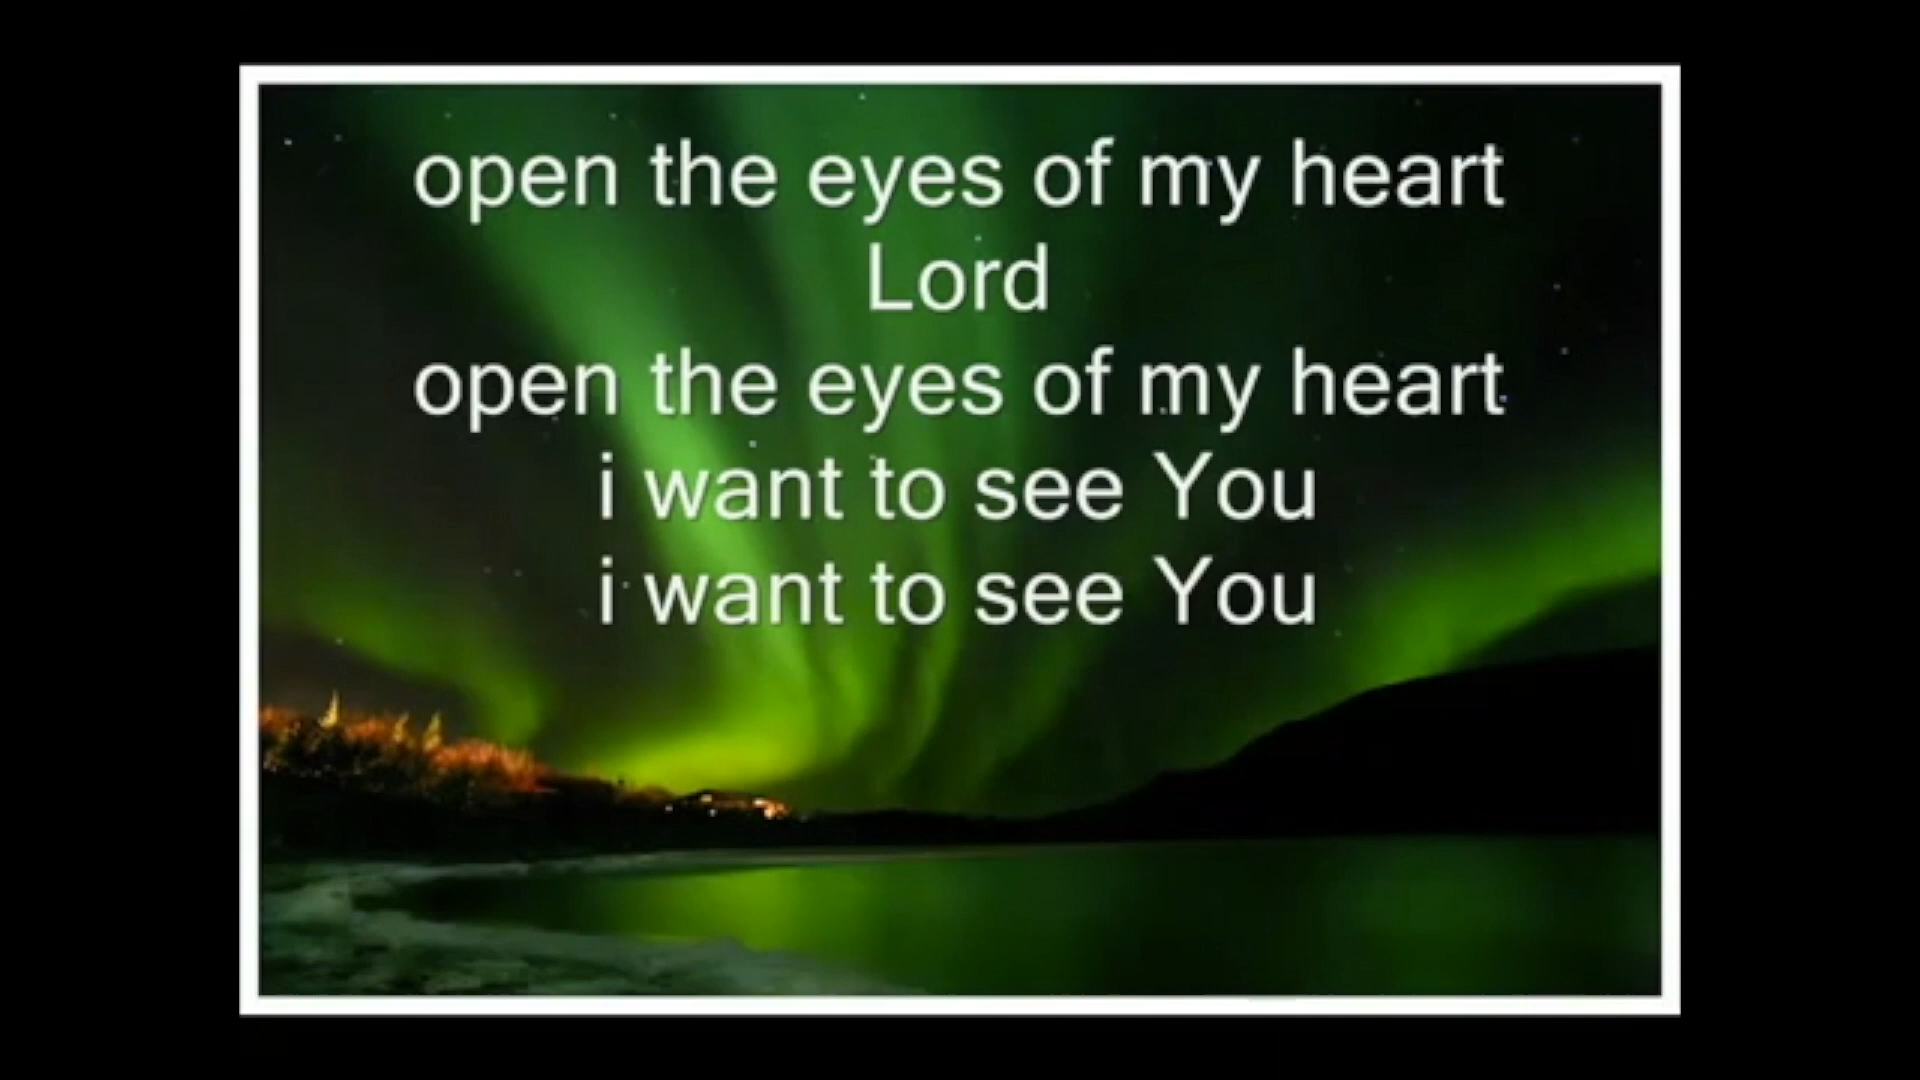 open the eyes of my heart
Lord
open the eyes of my heart
i want to see You
i want to see You